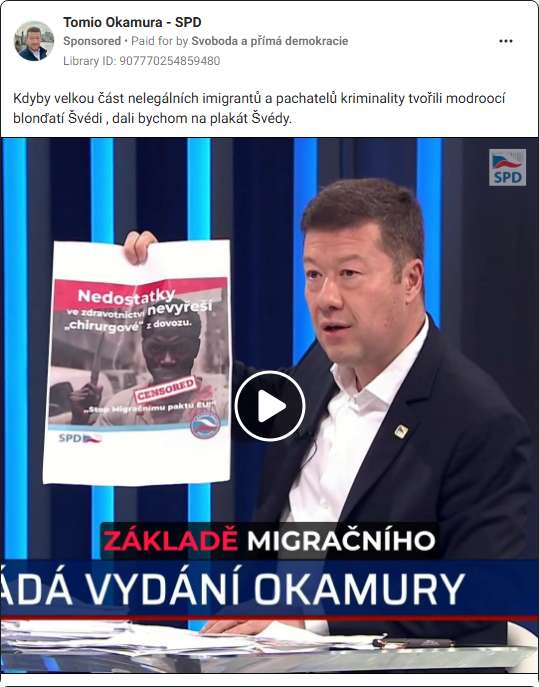 Tomio Okamura - SPD
Sponsored • Paid for by Svoboda a přímá demokracie
Library ID: 907770254859480
Kdyby velkou část nelegálních imigrantů a pachatelů kriminality tvořili modroocí
blonďatí Švédi , dali bychom na plakát Švédy.
SPD
Nedostatky
ve zdravotnictví nevyřeší
„chirurgové“ z dovozu.
CENSORED
„Stop Migračnímu paktu EU!“
SPD
ZÁKLADĚ MIGRAČNÍHO
ÁDÁ VYDÁNÍ OKAMURY